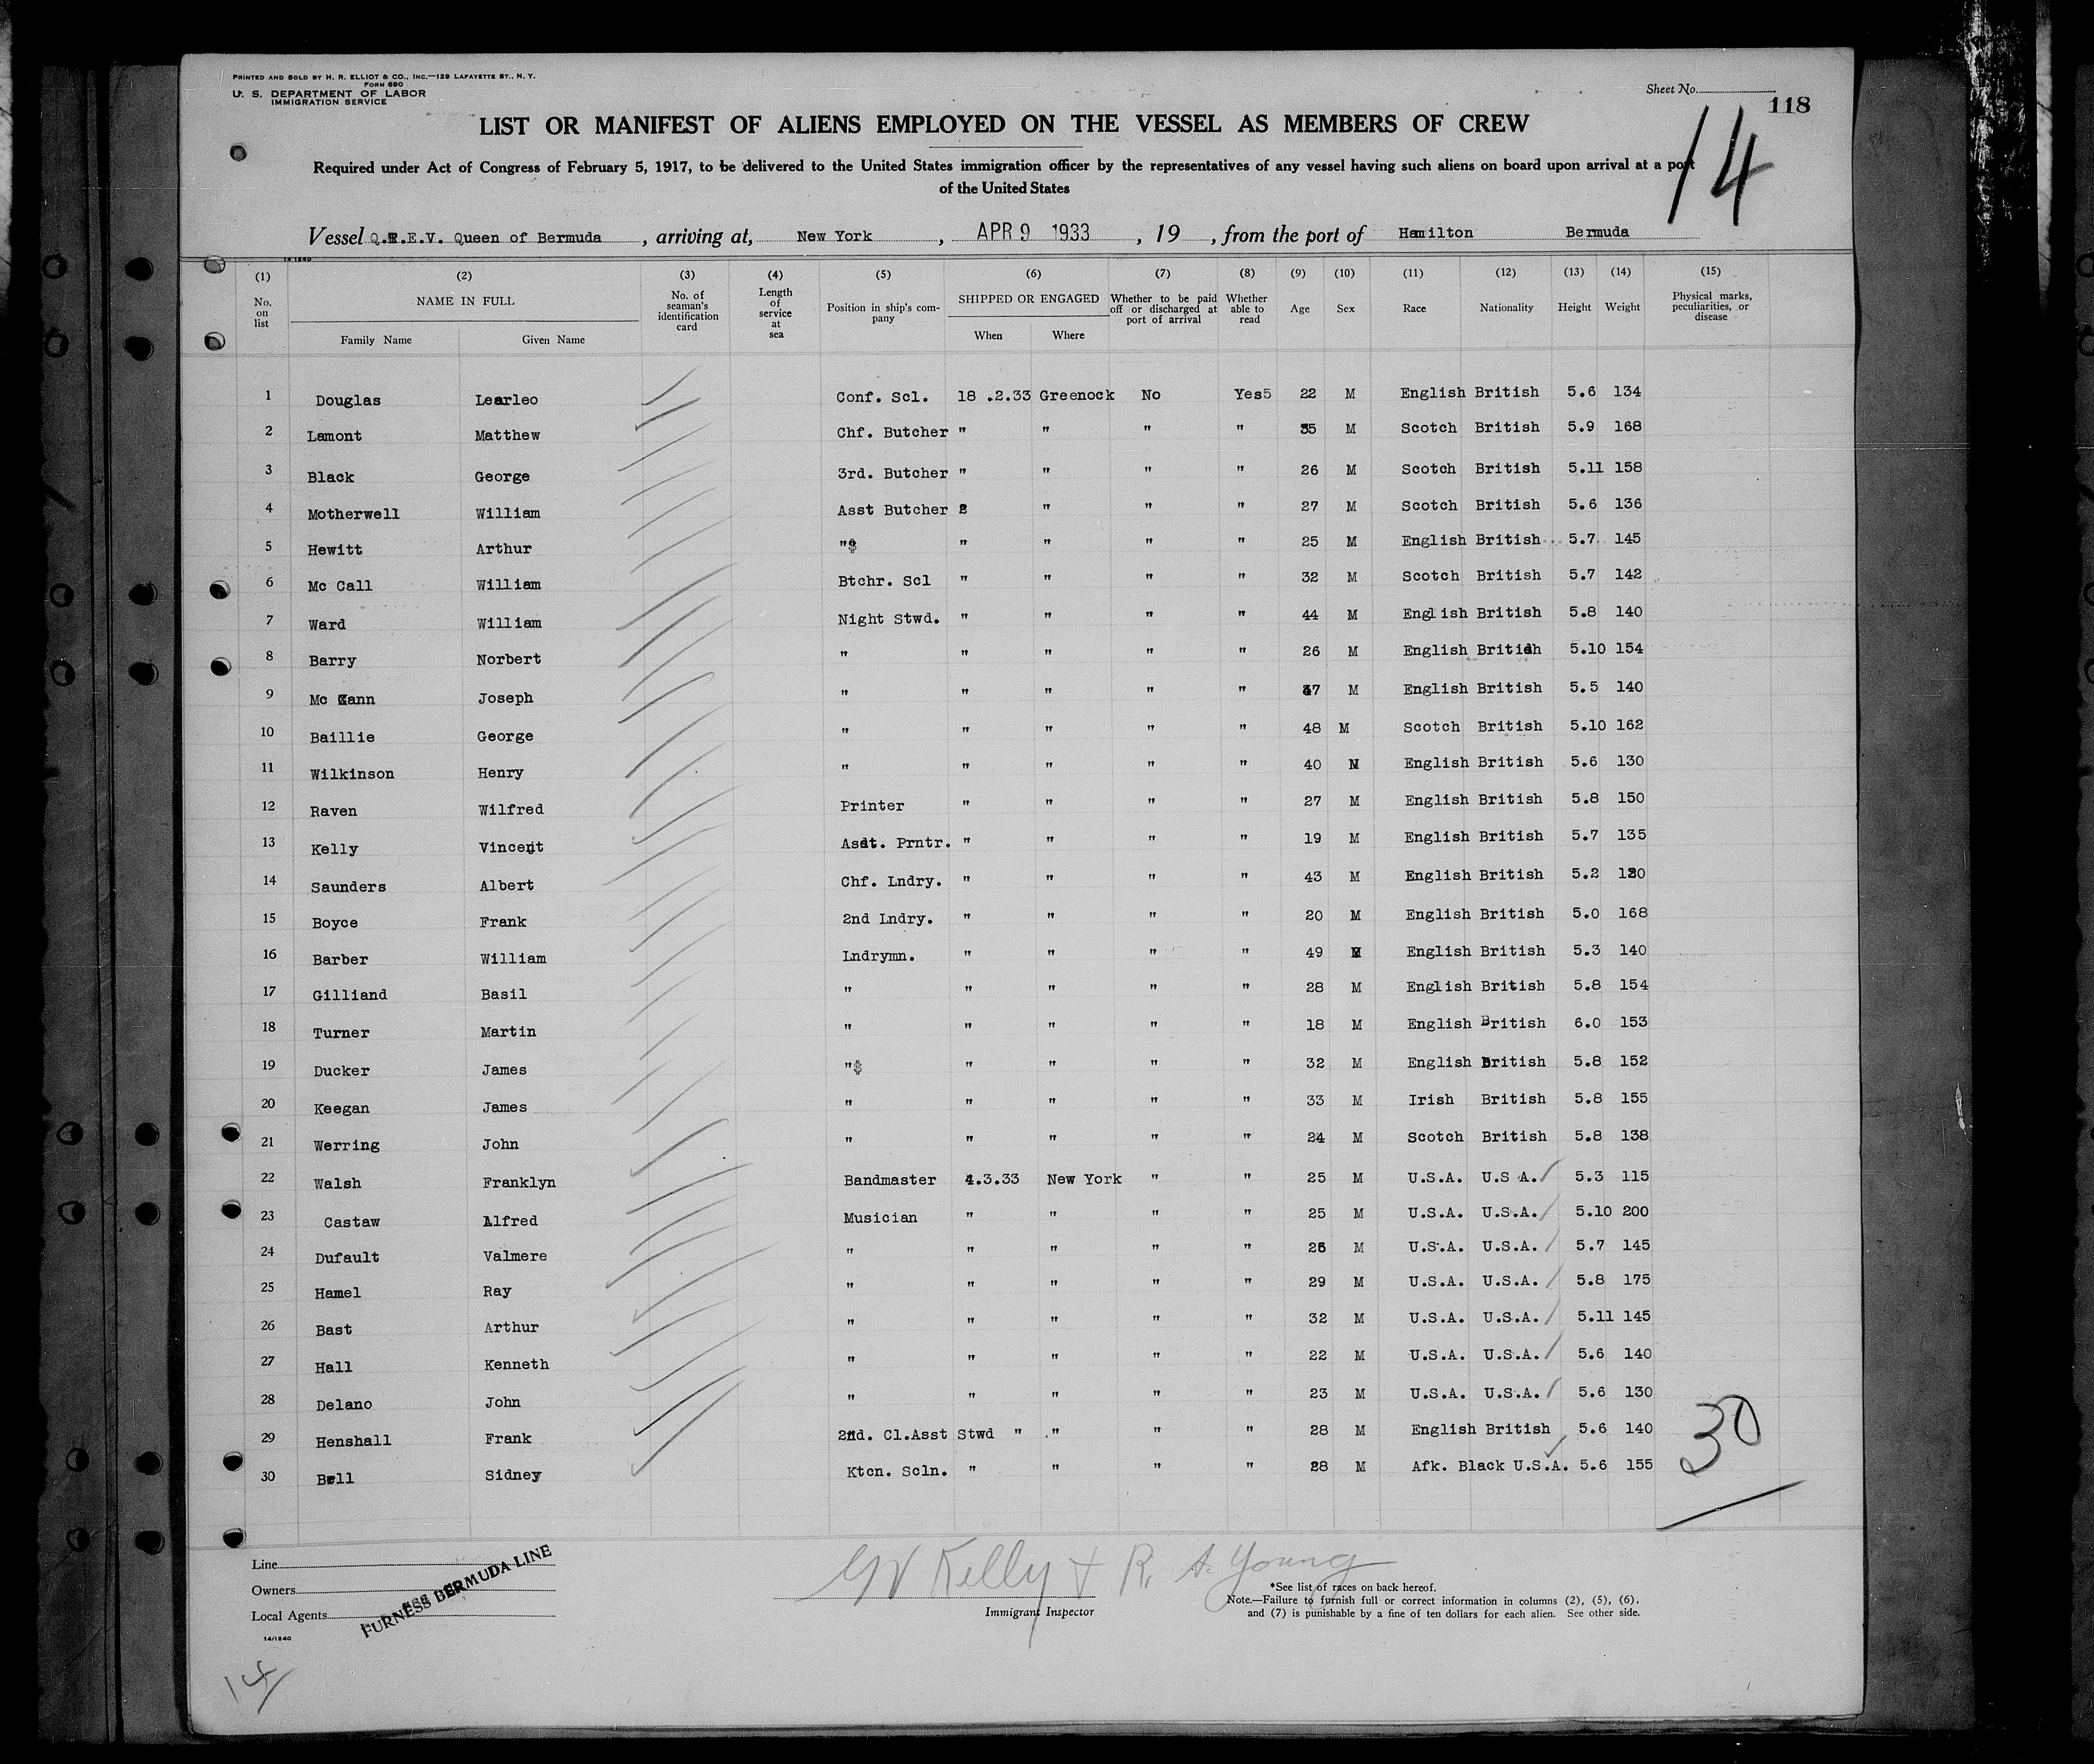 PRINTED AND SOLD BY H. R. ELLIOT & CO., INC.—129 LAFAYETTE ST., N. Y.
FORM 680
U. S. DEPARTMENT OF LABOR
IMMIGRATION SERVICE
Sheet No.
118
14
LIST OR MANIFEST OF ALIENS EMPLOYED ON THE VESSEL AS MEMBERS OF CREW
Required under Act of Congress of February 5, 1917, to be delivered to the United States immigration officer by the representatives of any vessel having such aliens on board upon arrival at a port
of the United States
Vessel Q.T.E.V. Queen of Bermuda , arriving at, New York , APR 9 1933 , 19 , from the port of Hamilton Bermuda
14 1240
(1) (2) (3) (4) (5) (6) (7) (8) (9) (10) (11) (12) (13) (14) (15)
No. on list NAME IN FULL Family Name Given Name No. of seaman's identification card Length of service at sea Position in ship's company SHIPPED OR ENGAGED When Where Whether to be paid off or discharged at port of arrival Whether able to read Age Sex Race Nationality Height Weight Physical marks, peculiarities, or disease
1 Douglas Learleo Conf. Scl. 18 .2.33 Greenock No Yes5 22 M English British 5.6 134
2 Lamont Matthew Chf. Butcher " " " " 35 M Scotch British 5.9 168
3 Black George 3rd. Butcher " " " " 26 M Scotch British 5.11 158
4 Motherwell William Asst Butcher " " " 27 M Scotch British 5.6 136
5 Hewitt Arthur " " " " " 25 M English British 5.7 145
6 Mc Call William Btchr. Scl " " " " 32 M Scotch British 5.7 142
7 Ward William Night Stwd. " " " " 44 M English British 5.8 140
8 Barry Norbert " " " " " 26 M English British 5.10 154
9 Mc Cann Joseph " " " " " M English British 5.5 140
10 Baillie George " " " " " 48 M Scotch British 5.10 162
11 Wilkinson Henry " " " " " 40 M English British 5.6 130
12 Raven Wilfred Printer " " " " 27 M English British 5.8 150
13 Kelly Vincent Asst. Prntr. " " " " 19 M English British 5.7 135
14 Saunders Albert Chf. Lndry. " " " " 43 M English British 5.2 120
15 Boyce Frank 2nd Lndry. " " " " 20 M English British 5.0 168
16 Barber William Lndrymn. " " " " 49 M English British 5.3 140
17 Gilliand Basil " " " " " 28 M English British 5.8 154
18 Turner Martin " " " " " 18 M English British 6.0 153
19 Ducker James " " " " " 32 M English British 5.8 152
20 Keegan James " " " " " 33 M Irish British 5.8 155
21 Werring John " " " " " 24 M Scotch British 5.8 138
22 Walsh Franklyn Bandmaster 4.3.33 New York " " 25 M U.S.A. U.S A. 5.3 115
23 Castaw Alfred Musician " " " " 25 M U.S.A. U.S.A. 5.10 200
24 Dufault Valmere " " " " " 26 M U.S.A. U.S.A. 5.7 145
25 Hamel Ray " " " " " 29 M U.S.A. U.S.A. 5.8 175
26 Bast Arthur " " " " " 32 M U.S.A. U.S.A. 5.11 145
27 Hall Kenneth " " " " " 22 M U.S.A. U.S.A. 5.6 140
28 Delano John " " " " " 23 M U.S.A. U.S.A. 5.6 130
29 Henshall Frank 2nd. Cl.Asst Stwd " " " " 28 M English British 5.6 140
30 Bell Sidney Ktcn. Scln. " " " " 28 M Afk. Black U.S.A. 5.6 155
30
Line
Owners
Local Agents
FURNESS BERMUDA LINE
14/1240
GV Kelly + R. A. Young
Immigrant Inspector
*See list of races on back hereof.
Note.—Failure to furnish full or correct information in columns (2), (5), (6),
and (7) is punishable by a fine of ten dollars for each alien. See other side.
14